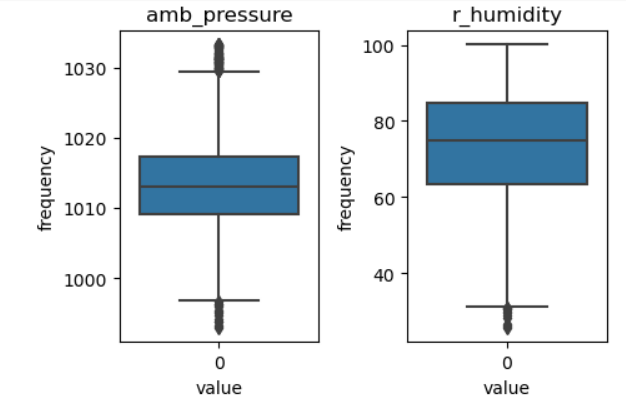 amb_pressure
frequency
1030
1020
1010
1000
0
value
r_humidity
frequency
100
80
60
40
0
value